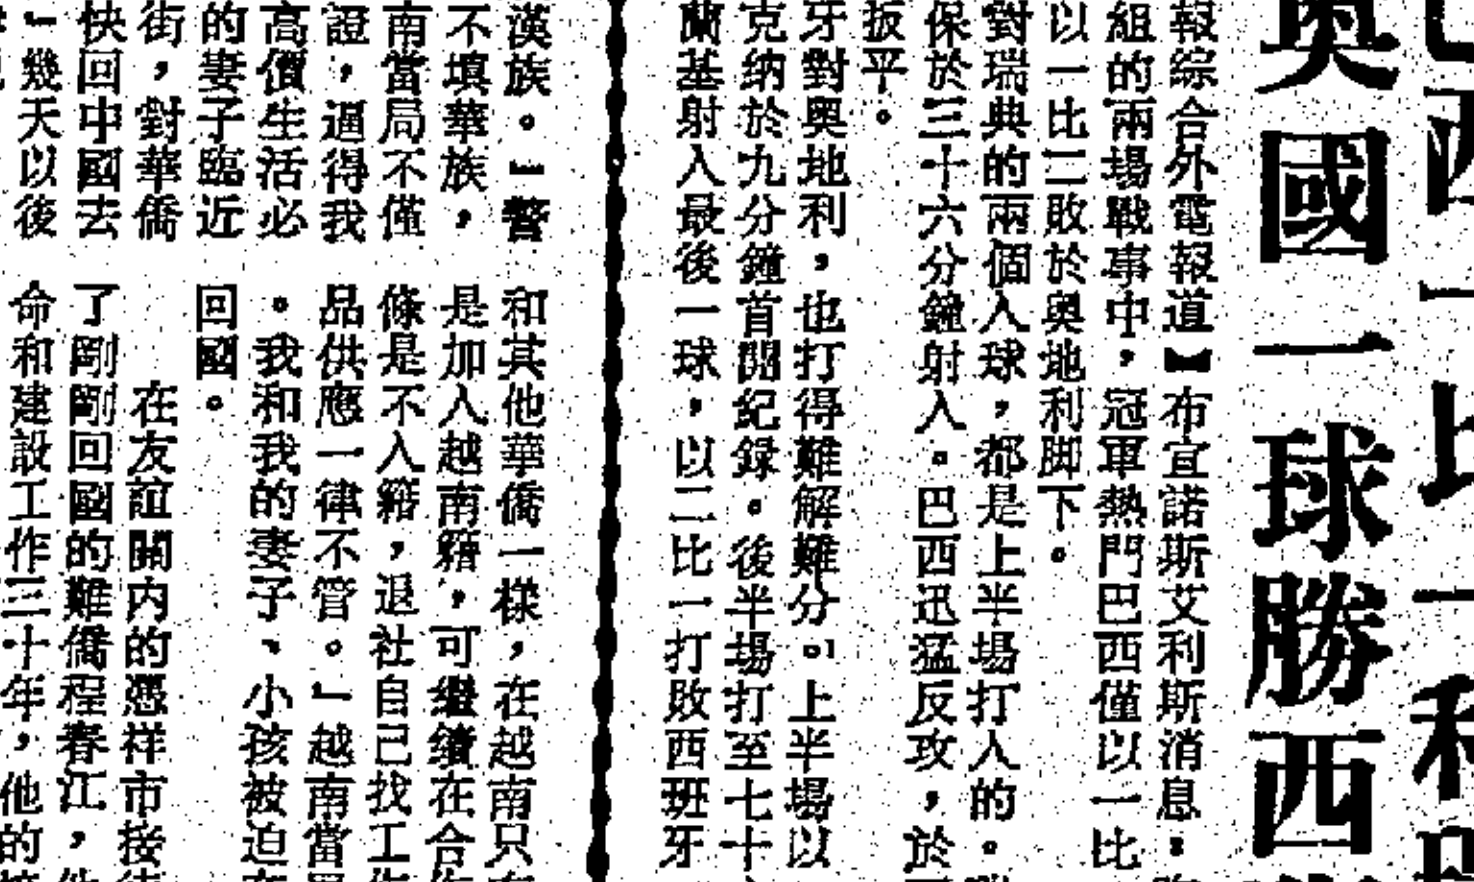 西一比一和
奧國一球勝西
報綜合外電報道】布宜諾斯艾利斯消息：
組的兩場戰事中，冠軍熱門巴西僅以一比
以一比二敗於奧地利脚下。
對瑞典的兩個入球，都是上半場打入的。
保於三十六分鐘射入。巴西迅猛反攻，於
扳平。
牙對奧地利，也打得難解難分。上半場以
克納於九分鐘首開紀録。後半場打至七十
蘭基射入最後一球，以二比一打敗西班牙
漢族。】警
不填華族，
南當局不僅
證，逼得我
高價生活必
的妻子臨近
街，對華僑
快回中國去
幾天以後
和其他華僑一樣，在越南只
是加入越南籍，可繼續在合
條是不入籍，退社自己找工
品供應一律不管。」越南當
。我和我的妻子、小孩被迫
回國。
在友誼關内的憑祥市接
了剛剛回國的難僑程春江，
命和建設工作三十年，他的